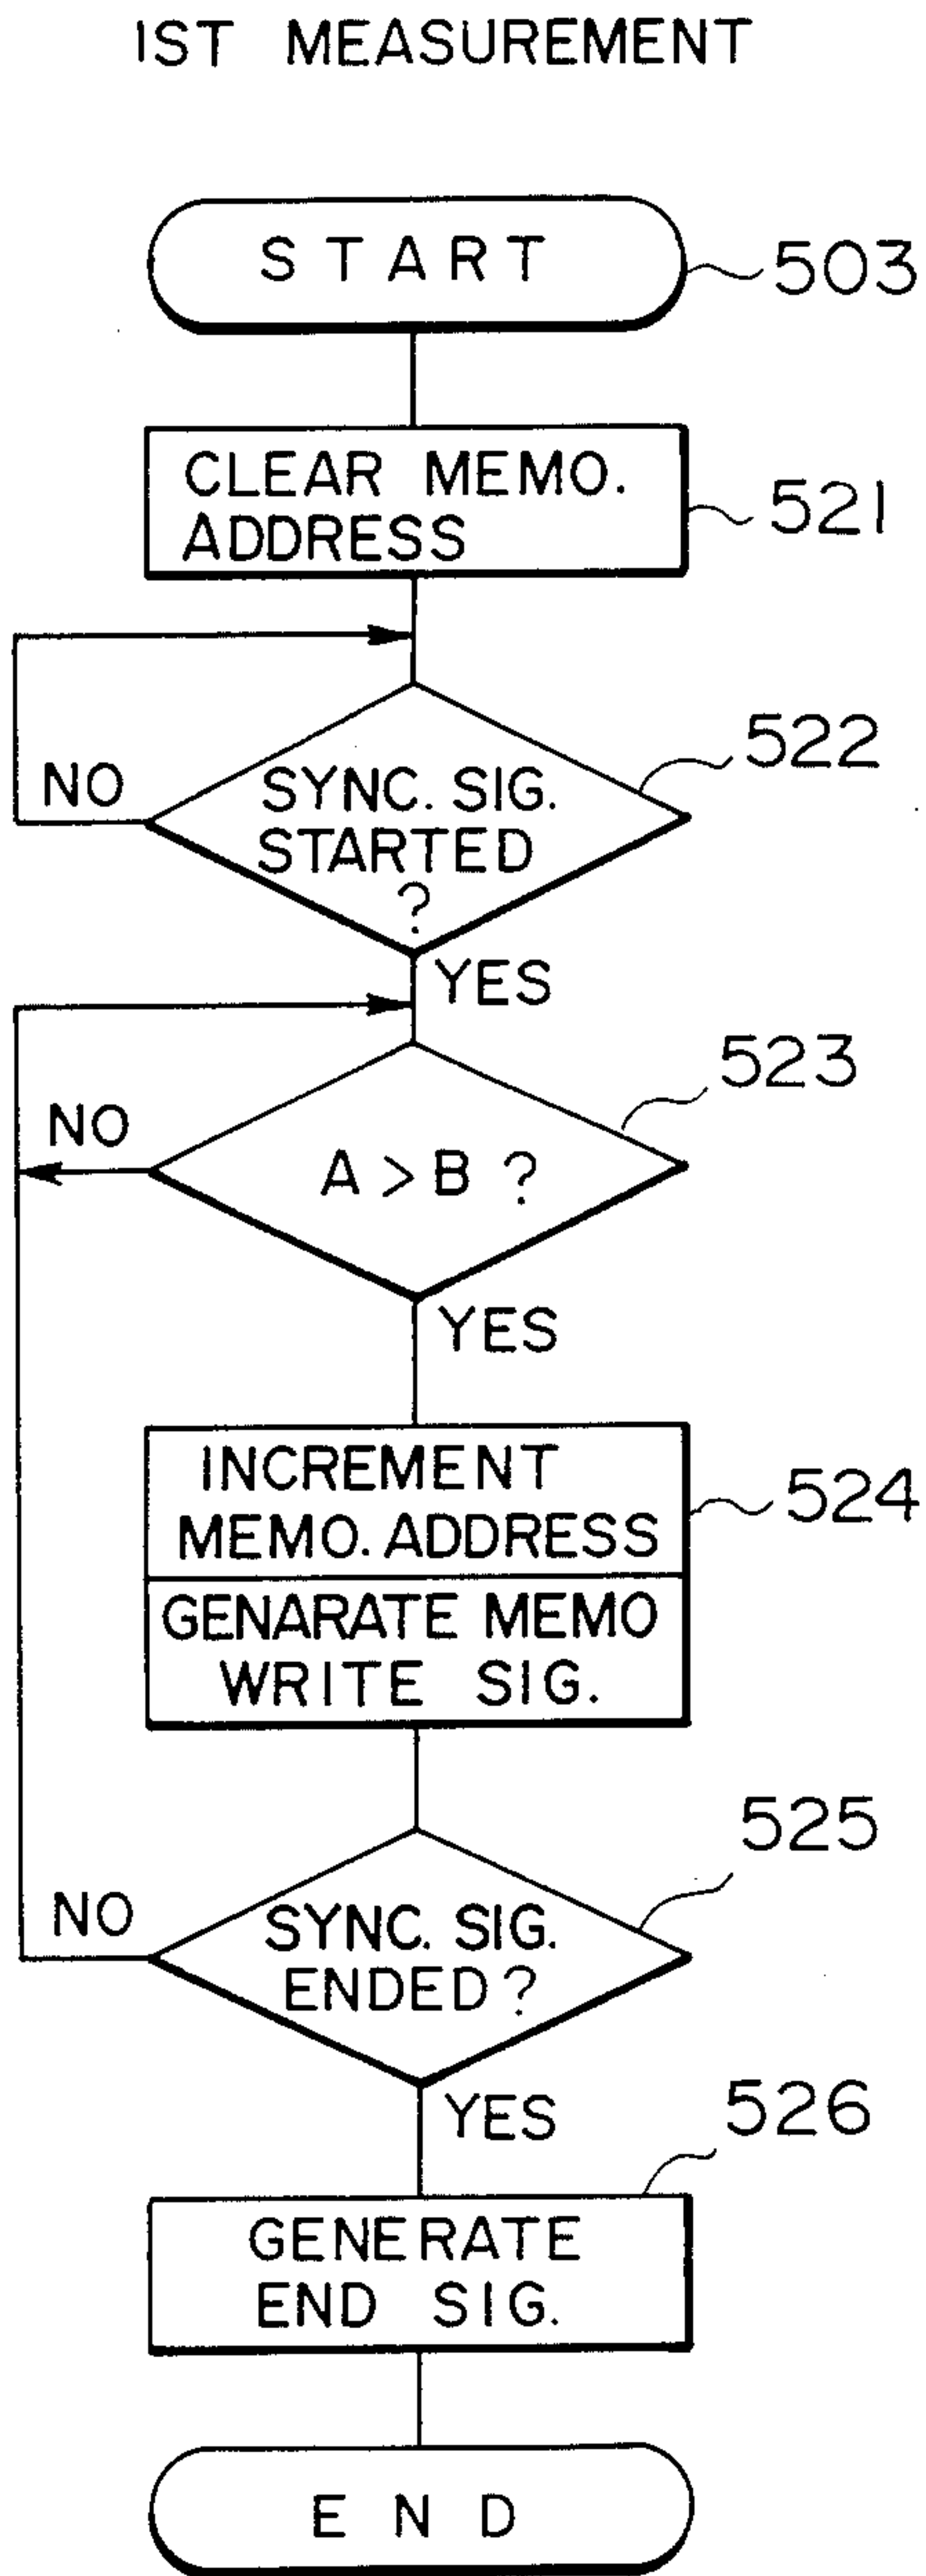 1ST MEASUREMENT
START
503
CLEAR MEMO.
ADDRESS
521
522
NO
SYNC. SIG.
STARTED
?
YES
523
NO
A > B ?
YES
INCREMENT
MEMO. ADDRESS
524
GENARATE MEMO
WRITE SIG.
525
NO
SYNC. SIG.
ENDED?
YES
526
GENERATE
END SIG.
END